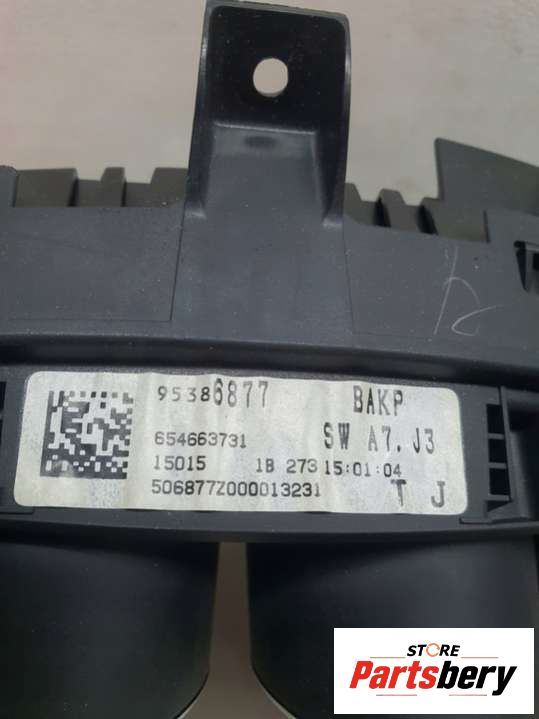 95386877 BAKP
654663731 SW A7.J3
15015 1B 273 15:01:04
506877Z000013231 T J
STORE
Partsbery